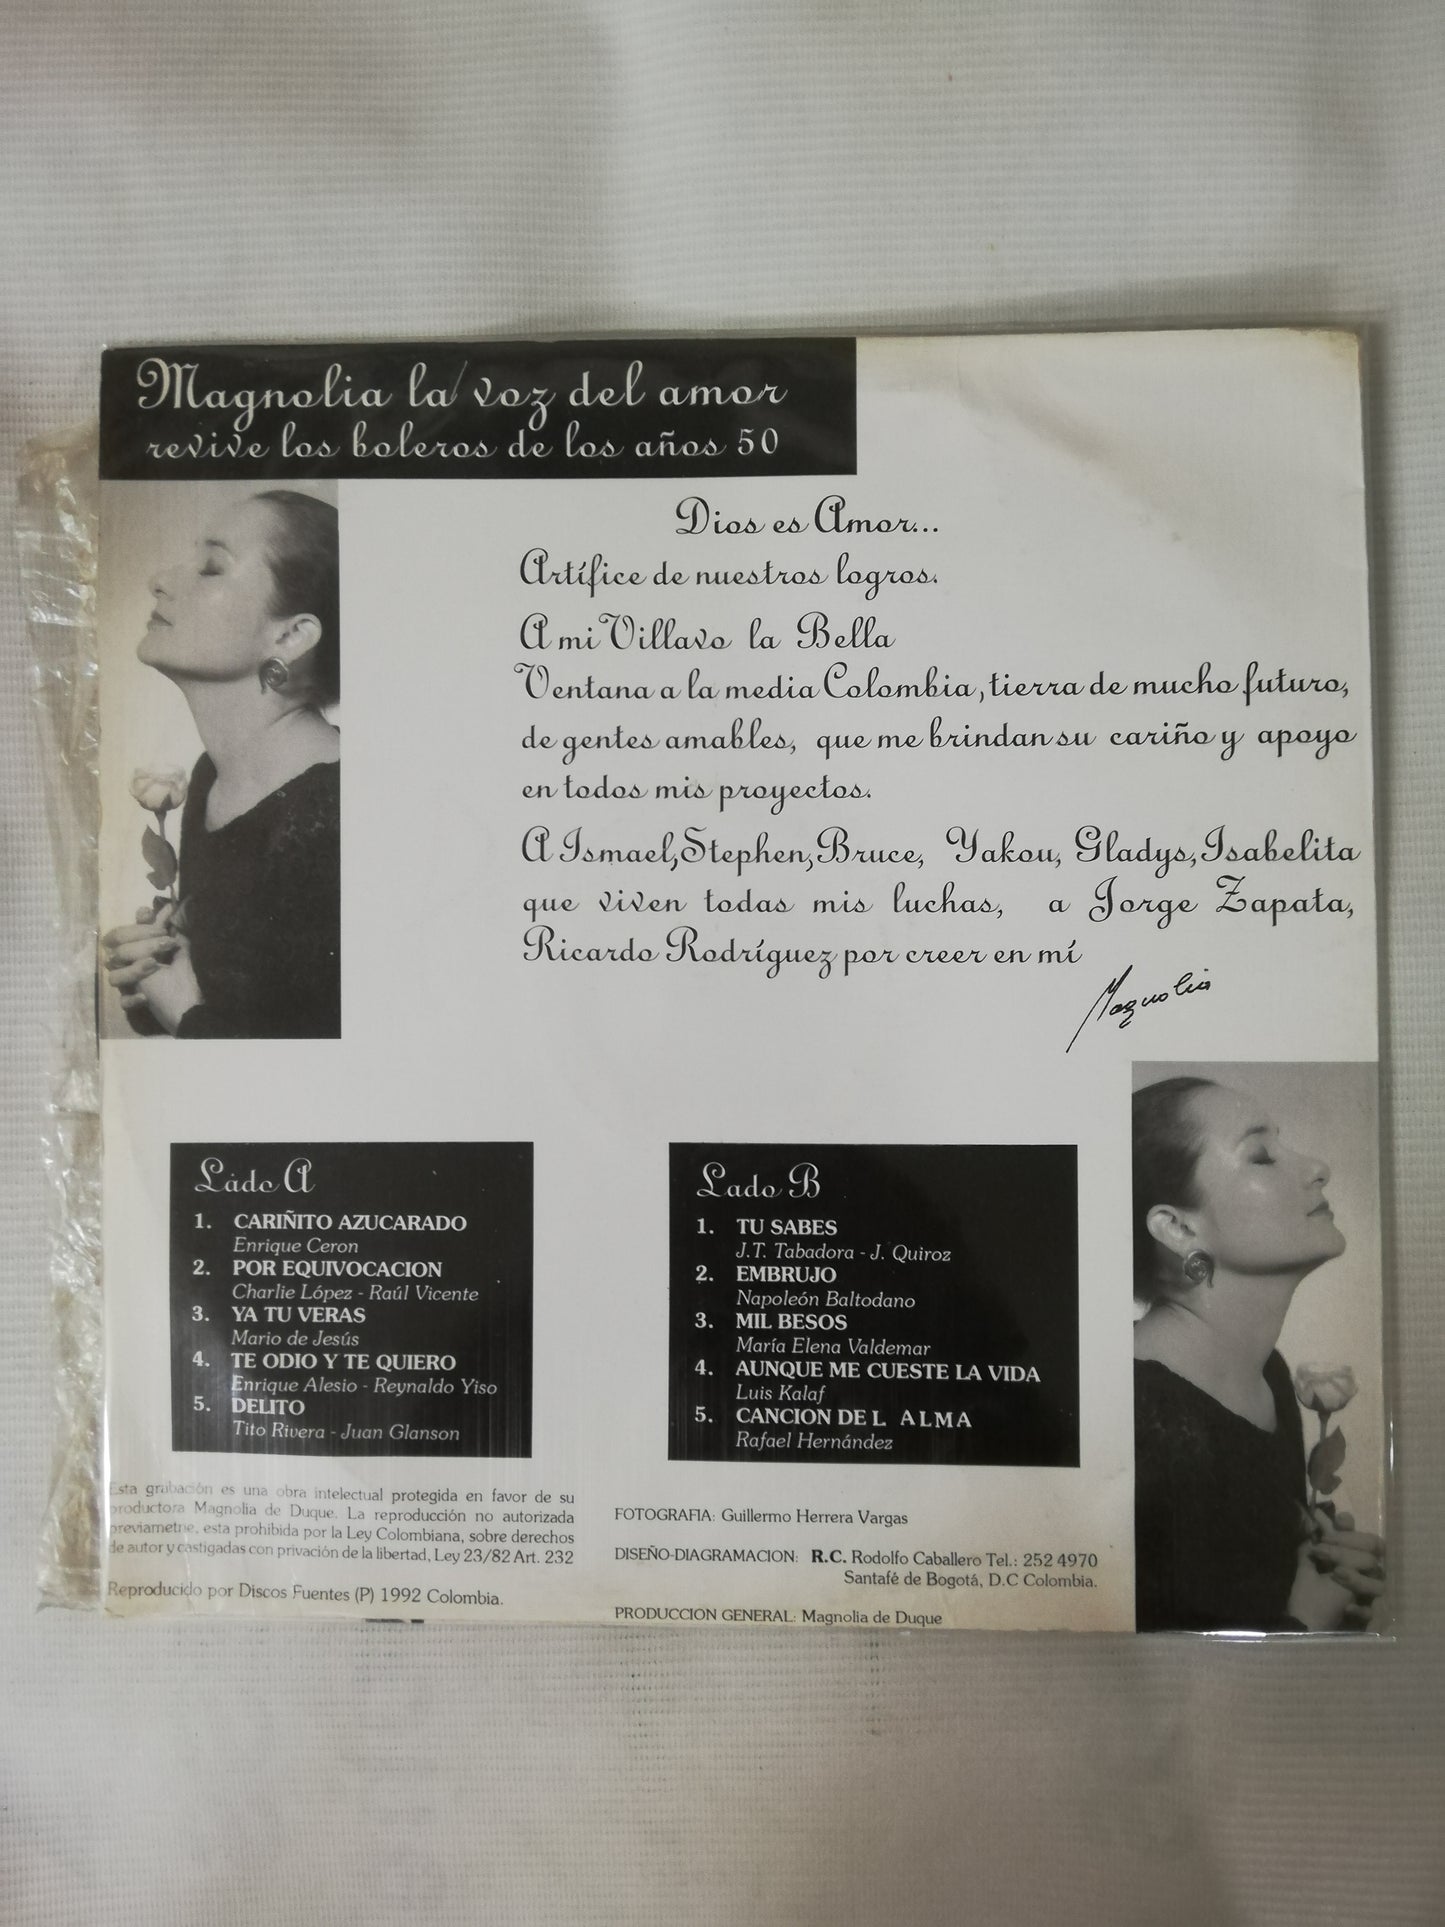 Magnolia la voz del amor
revive los boleros de los años 50
Dios es Amor...
Artífice de nuestros logros.
A mi Villavo la Bella
Ventana a la media Colombia, tierra de mucho futuro,
de gentes amables, que me brindan su cariño y apoyo
en todos mis proyectos.
A Ismael, Stephen, Bruce, Yakou, Gladys, Isabelita
que viven todas mis luchas, a Jorge Zapata,
Ricardo Rodríguez por creer en mí
Magnolia
Lado A
1. CARIÑITO AZUCARADO
Enrique Ceron
2. POR EQUIVOCACION
Charlie López - Raúl Vicente
3. YA TU VERAS
Mario de Jesús
4. TE ODIO Y TE QUIERO
Enrique Alesio - Reynaldo Yiso
5. DELITO
Tito Rivera - Juan Glanson
Lado B
1. TU SABES
J.T. Tabadora - J. Quiroz
2. EMBRUJO
Napoleón Baltodano
3. MIL BESOS
María Elena Valdemar
4. AUNQUE ME CUESTE LA VIDA
Luis Kalaf
5. CANCION DEL ALMA
Rafael Hernández
Esta grabación es una obra intelectual protegida en favor de su
productora Magnolia de Duque. La reproducción no autorizada
previametne, esta prohibida por la Ley Colombiana, sobre derechos
de autor y castigadas con privación de la libertad, Ley 23/82 Art. 232
Reproducido por Discos Fuentes (P) 1992 Colombia.
FOTOGRAFIA: Guillermo Herrera Vargas
DISEÑO-DIAGRAMACION: R.C. Rodolfo Caballero Tel.: 252 4970
Santafé de Bogotá, D.C Colombia.
PRODUCCION GENERAL: Magnolia de Duque